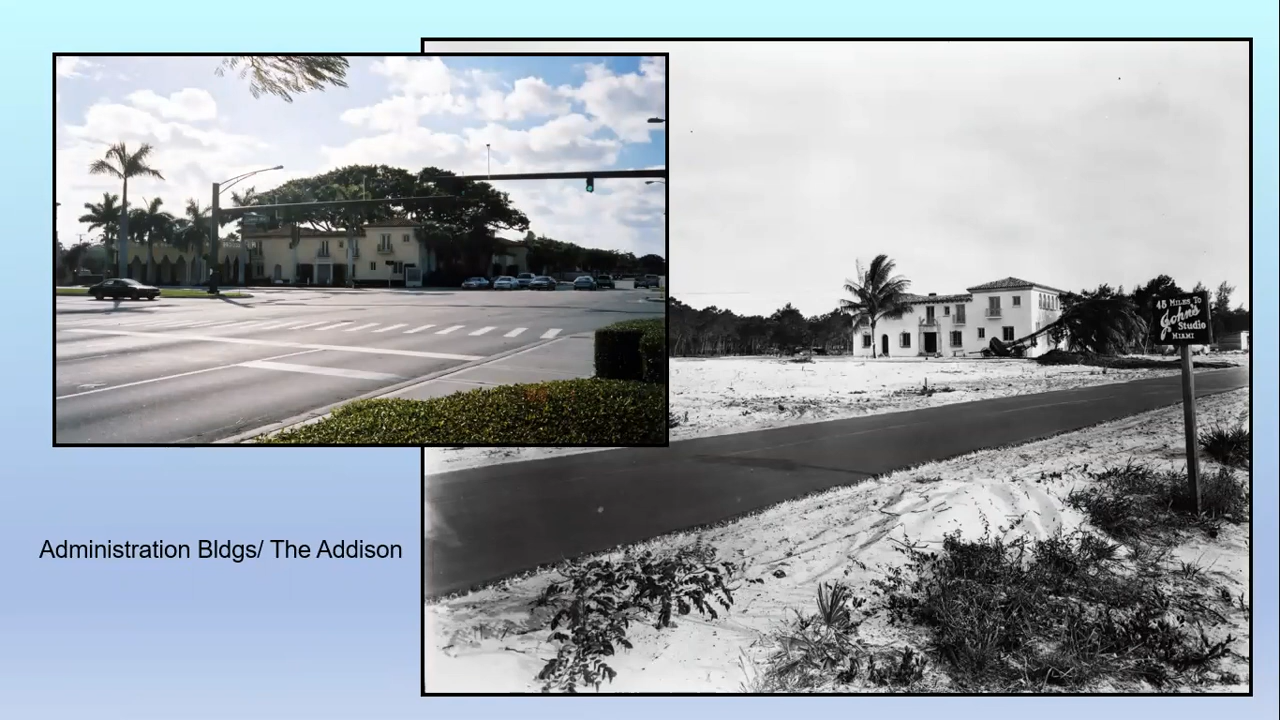 45 MILES TO
John's
Studio
MIAMI
Administration Bldgs/ The Addison